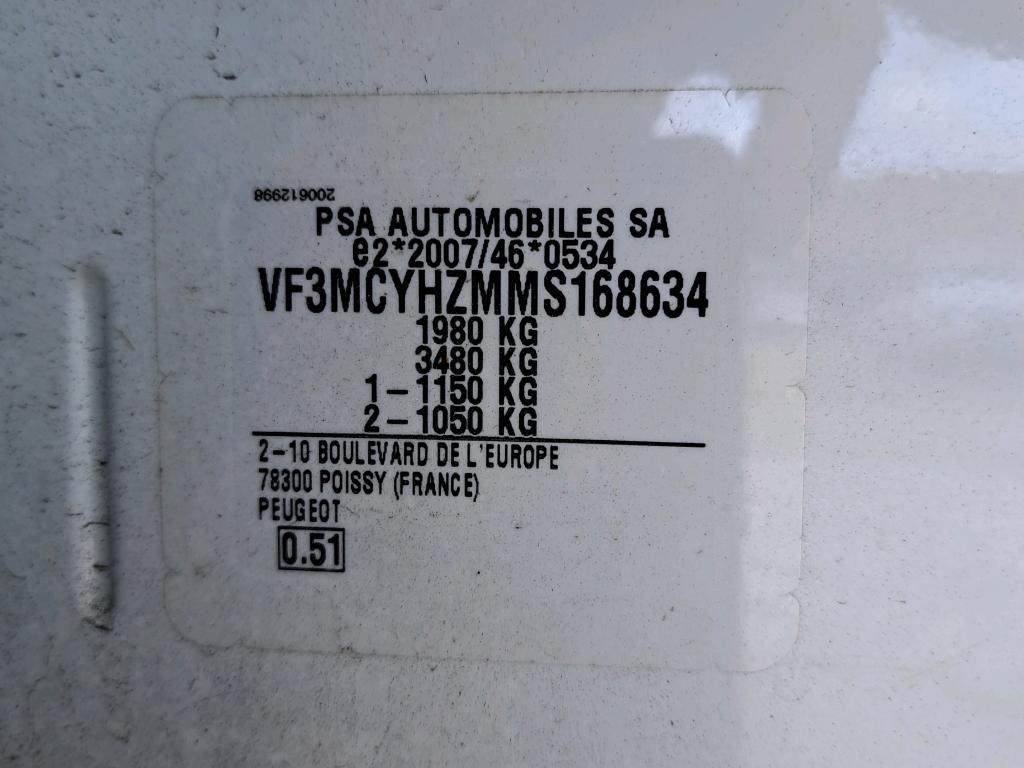 200612998
PSA AUTOMOBILES SA
e2*2007/46*0534
VF3MCYHZMMS168634
1980 KG
3480 KG
1-1150 KG
2-1050 KG
2-10 BOULEVARD DE L'EUROPE
78300 POISSY (FRANCE)
PEUGEOT
0.51